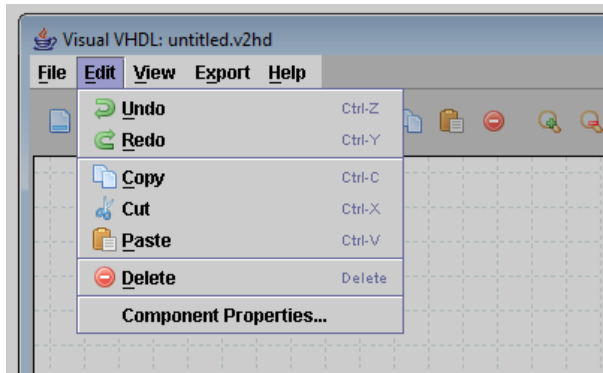 Visual VHDL: untitled.v2hd
File Edit View Export Help
Undo Ctrl-Z
Redo Ctrl-Y
Copy Ctrl-C
Cut Ctrl-X
Paste Ctrl-V
Delete Delete
Component Properties...